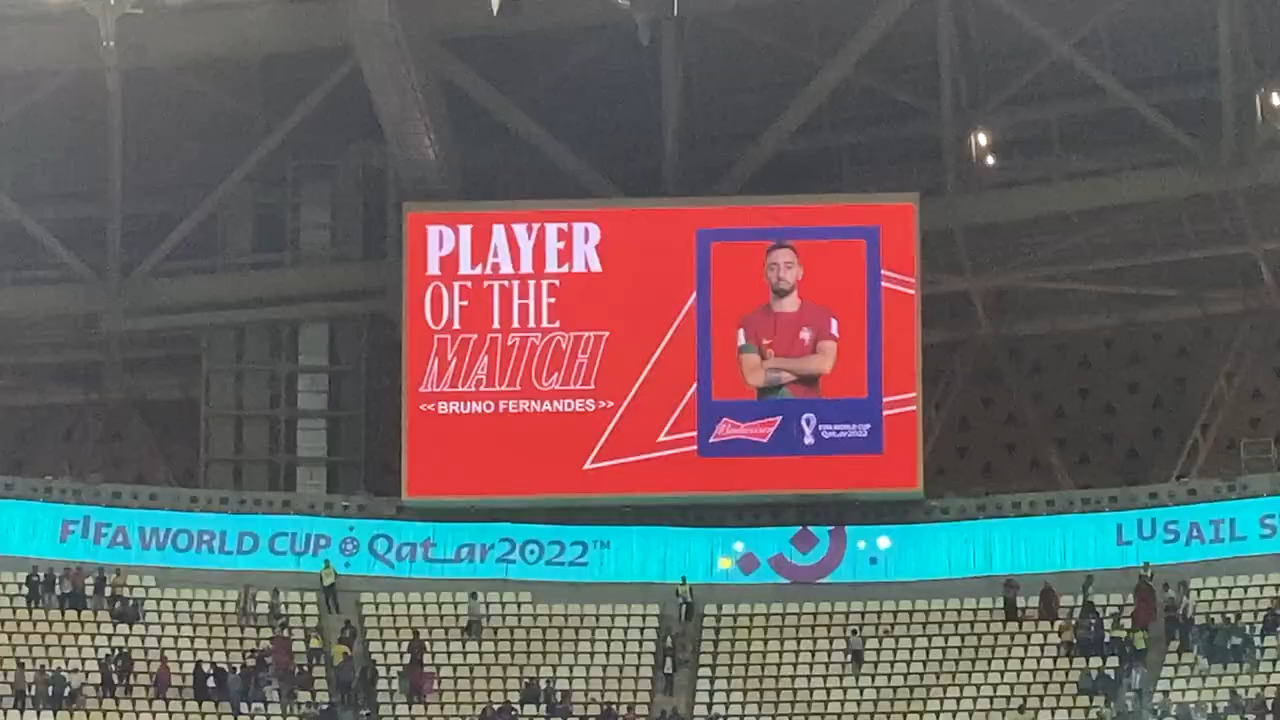 PLAYER
OF THE
MATCH
<< BRUNO FERNANDES >>
Budweiser
FIFA WORLD CUP
Qatar2022
FIFA WORLD CUP Qatar2022™
LUSAIL S